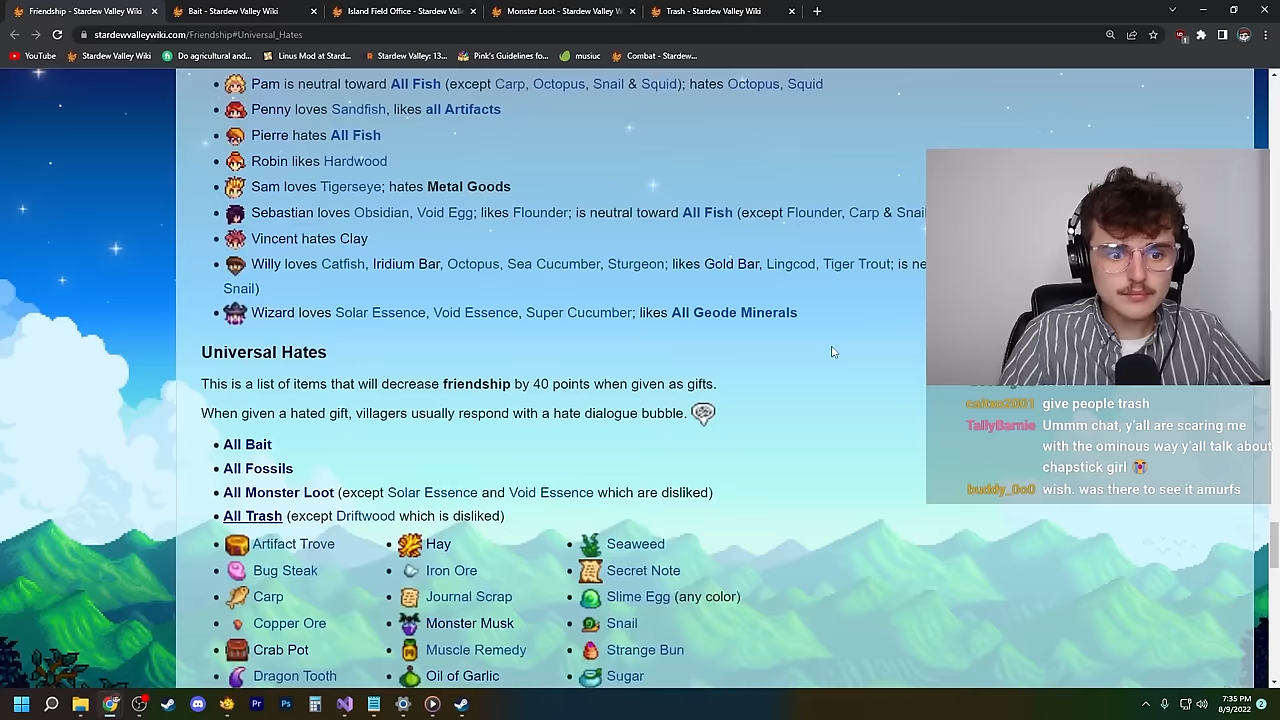 Friendship - Stardew Valley Wiki
Bait - Stardew Valley Wiki
Island Field Office - Stardew Valle
Monster Loot - Stardew Valley W
Trash - Stardew Valley Wiki
stardewvalleywiki.com/Friendship#Universal_Hates
YouTube
Stardew Valley Wiki
Do agricultural and...
Linus Mod at Stard...
Stardew Valley: 13...
Pink's Guidelines fo...
musiuc
Combat - Stardew...
Pam is neutral toward All Fish (except Carp, Octopus, Snail & Squid); hates Octopus, Squid
Penny loves Sandfish, likes all Artifacts
Pierre hates All Fish
Robin likes Hardwood
Sam loves Tigerseye; hates Metal Goods
Sebastian loves Obsidian, Void Egg; likes Flounder; is neutral toward All Fish (except Flounder, Carp & Snail
Vincent hates Clay
Willy loves Catfish, Iridium Bar, Octopus, Sea Cucumber, Sturgeon; likes Gold Bar, Lingcod, Tiger Trout; is ne
Snail)
Wizard loves Solar Essence, Void Essence, Super Cucumber; likes All Geode Minerals
Universal Hates
This is a list of items that will decrease friendship by 40 points when given as gifts.
When given a hated gift, villagers usually respond with a hate dialogue bubble.
All Bait
All Fossils
All Monster Loot (except Solar Essence and Void Essence which are disliked)
All Trash (except Driftwood which is disliked)
Artifact Trove
Bug Steak
Carp
Copper Ore
Crab Pot
Dragon Tooth
Hay
Iron Ore
Journal Scrap
Monster Musk
Muscle Remedy
Oil of Garlic
Seaweed
Secret Note
Slime Egg (any color)
Snail
Strange Bun
Sugar
give people trash
TallyBarnie Ummm chat, y'all are scaring me
with the ominous way y'all talk about
chapstick girl
buddy_0o0 wish. was there to see it amurfs
7:35 PM
8/9/2022